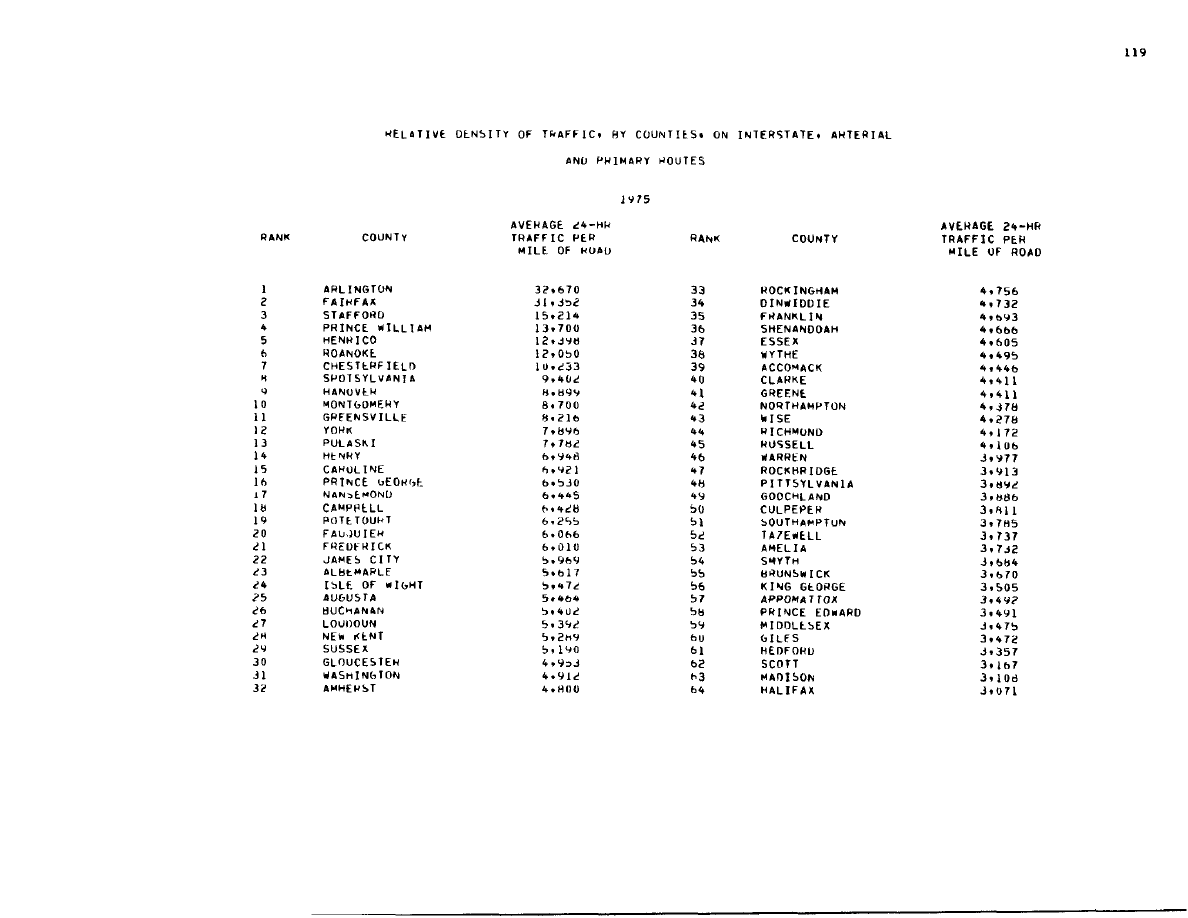 119
RELATIVE DENSITY OF TRAFFIC, BY COUNTIES, ON INTERSTATE, ARTERIAL
AND PRIMARY ROUTES
1975
RANK COUNTY AVERAGE 24-HR TRAFFIC PER MILE OF ROAD RANK COUNTY AVERAGE 24-HR TRAFFIC PER MILE OF ROAD
1 ARLINGTON 32,670 33 ROCKINGHAM 4,756
2 FAIRFAX 31,352 34 DINWIDDIE 4,732
3 STAFFORD 15,214 35 FRANKLIN 4,693
4 PRINCE WILLIAM 13,700 36 SHENANDOAH 4,666
5 HENRICO 12,398 37 ESSEX 4,605
6 ROANOKE 12,050 38 WYTHE 4,495
7 CHESTERFIELD 10,233 39 ACCOMACK 4,446
8 SPOTSYLVANIA 9,402 40 CLARKE 4,411
9 HANOVER 8,899 41 GREENE 4,411
10 MONTGOMERY 8,700 42 NORTHAMPTON 4,378
11 GREENSVILLE 8,216 43 WISE 4,278
12 YORK 7,896 44 RICHMOND 4,172
13 PULASKI 7,782 45 RUSSELL 4,106
14 HENRY 6,948 46 WARREN 3,977
15 CAROLINE 6,921 47 ROCKBRIDGE 3,913
16 PRINCE GEORGE 6,530 48 PITTSYLVANIA 3,892
17 NANSEMOND 6,445 49 GOOCHLAND 3,886
18 CAMPBELL 6,428 50 CULPEPER 3,811
19 BOTETOURT 6,255 51 SOUTHAMPTON 3,785
20 FAUQUIER 6,066 52 TAZEWELL 3,737
21 FREDERICK 6,010 53 AMELIA 3,732
22 JAMES CITY 5,969 54 SMYTH 3,684
23 ALBEMARLE 5,617 55 BRUNSWICK 3,670
24 ISLE OF WIGHT 5,472 56 KING GEORGE 3,505
25 AUGUSTA 5,464 57 APPOMATTOX 3,492
26 BUCHANAN 5,402 58 PRINCE EDWARD 3,491
27 LOUDOUN 5,392 59 MIDDLESEX 3,475
28 NEW KENT 5,289 60 GILES 3,472
29 SUSSEX 5,190 61 BEDFORD 3,357
30 GLOUCESTER 4,953 62 SCOTT 3,167
31 WASHINGTON 4,912 63 MADISON 3,108
32 AMHERST 4,800 64 HALIFAX 3,071